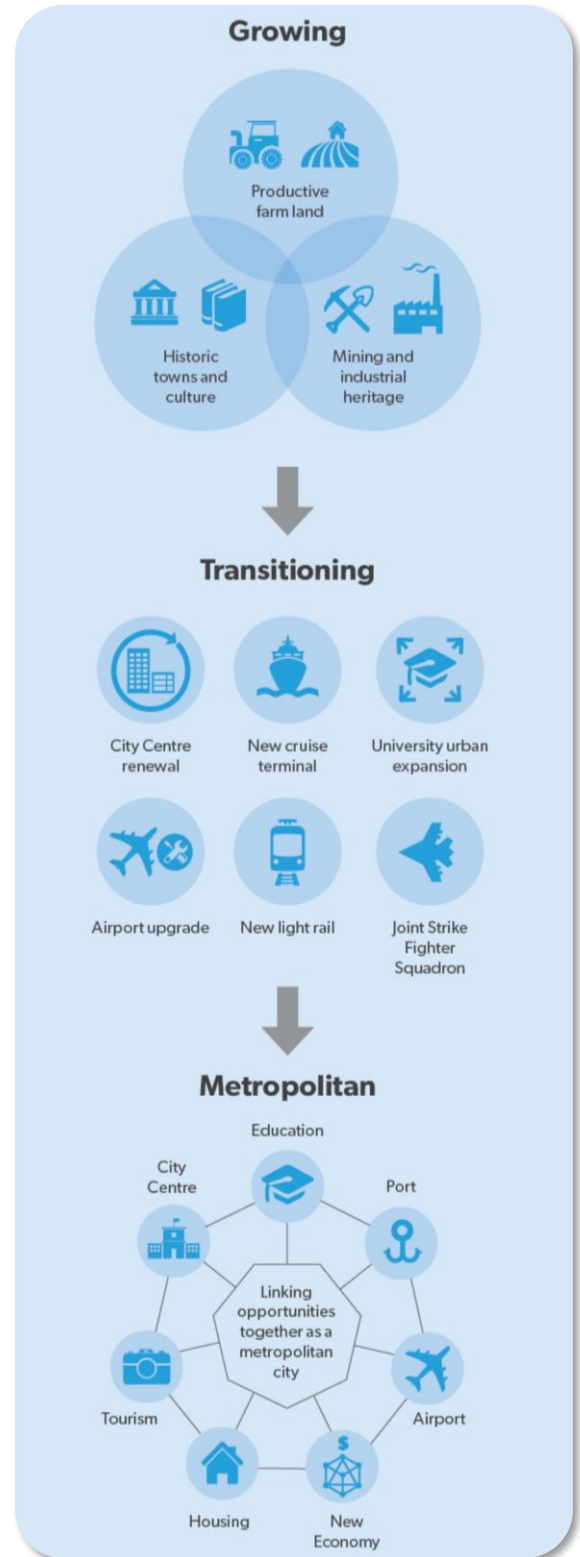 Growing
Productive
farm land
Historic
towns and
culture
Mining and
industrial
heritage
Transitioning
City Centre
renewal
New cruise
terminal
University urban
expansion
Airport upgrade
New light rail
Joint Strike
Fighter
Squadron
Metropolitan
Education
City
Centre
Port
Linking
opportunities
together as a
metropolitan
city
Tourism
Airport
Housing
$
New
Economy